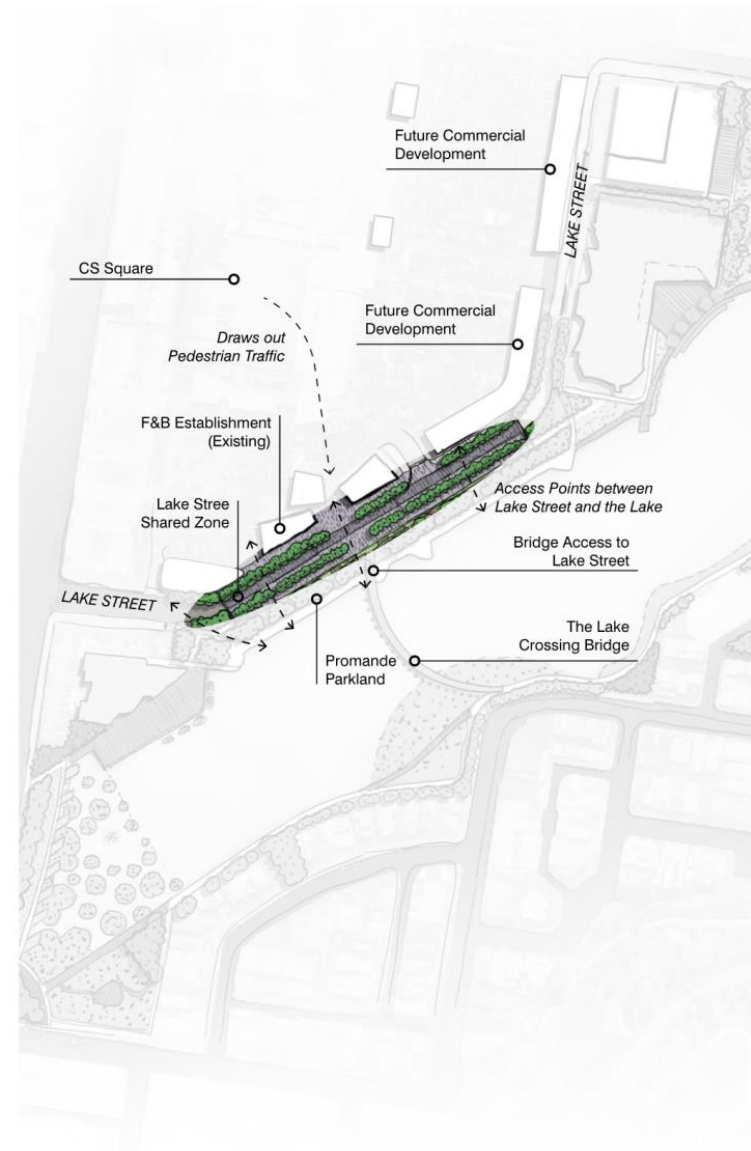 Future Commercial
Development
LAKE STREET
CS Square
Future Commercial
Development
Draws out
Pedestrian Traffic
F&B Establishment
(Existing)
Access Points between
Lake Street and the Lake
Lake Stree
Shared Zone
Bridge Access to
Lake Street
LAKE STREET
The Lake
Crossing Bridge
Promande
Parkland